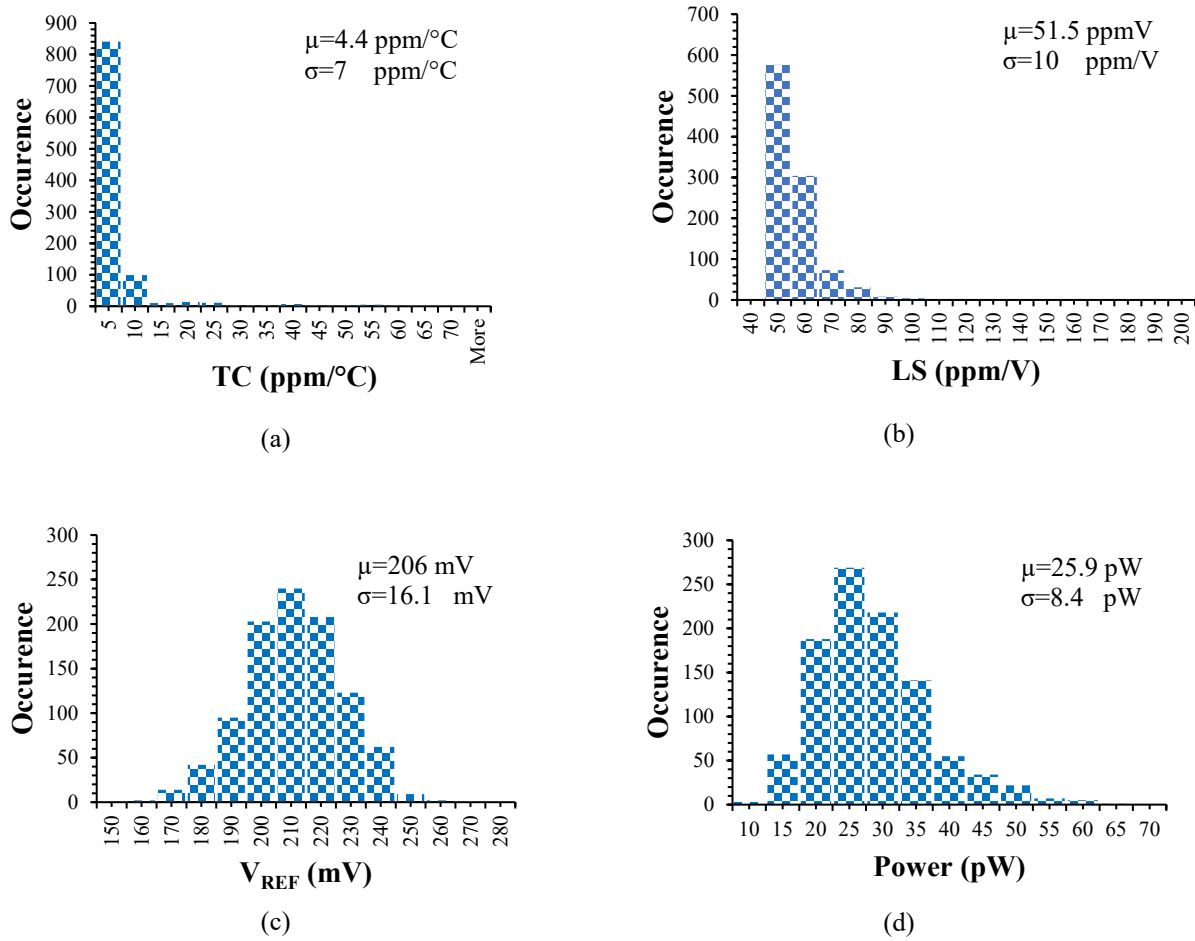 900
800
700
600
500
400
300
200
100
0
Occurence
µ=4.4 ppm/°C
σ=7 ppm/°C
5 10 15 20 25 30 40 45 50 55 60 65 70 More
TC (ppm/°C)
(a)
700
600
500
400
300
200
100
0
Occurence
µ=51.5 ppmV
σ=10 ppm/V
40 50 60 70 80 90 100 110 120 130 140 150 160 170 180 190 200
LS (ppm/V)
(b)
300
250
200
150
100
50
0
Occurence
µ=206 mV
σ=16.1 mV
150 160 170 180 190 200 210 220 230 240 250 260 270 280
VREF (mV)
(c)
300
250
200
150
100
50
0
Occurence
µ=25.9 pW
σ=8.4 pW
10 15 20 25 30 35 40 45 50 55 60 65 70
Power (pW)
(d)